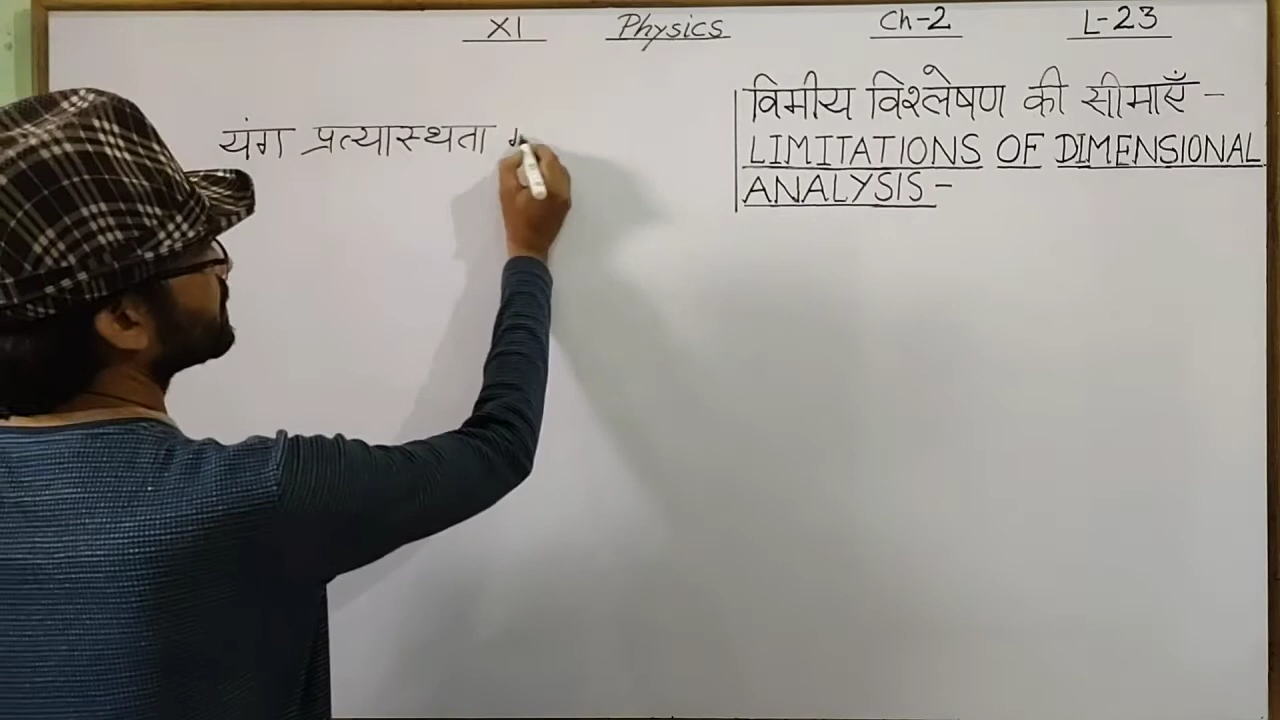 XI Physics Ch-2 L-23
विमीय विश्लेषण की सीमाएँ -
LIMITATIONS OF DIMENSIONAL
ANALYSIS -
यंग प्रत्यास्थता